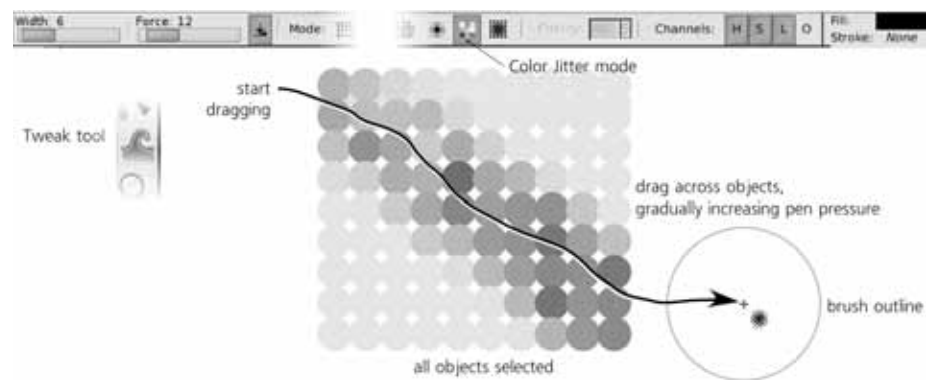 Width: 6 Force: 12 Mode: Channels: H S L O Fill:
Stroke: None
Color Jitter mode
start
dragging
Tweak tool
drag across objects,
gradually increasing pen pressure
brush outline
all objects selected